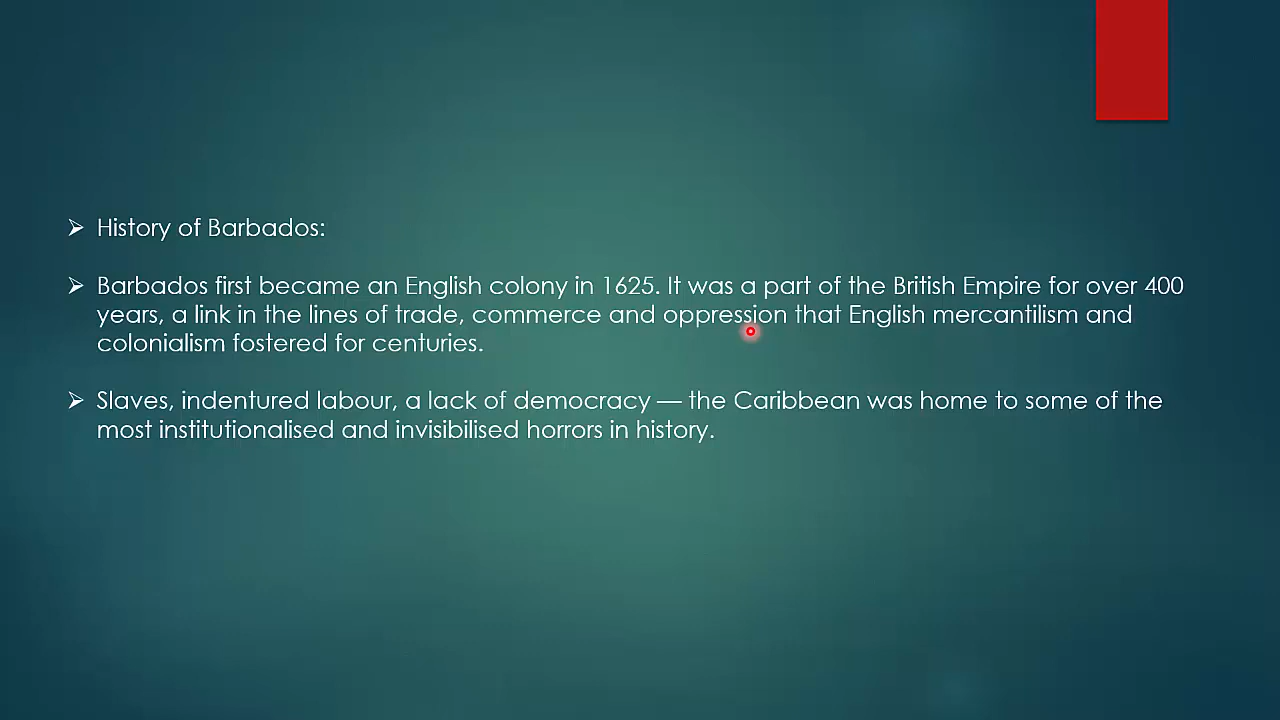 History of Barbados:
Barbados first became an English colony in 1625. It was a part of the British Empire for over 400
years, a link in the lines of trade, commerce and oppression that English mercantilism and
colonialism fostered for centuries.
Slaves, indentured labour, a lack of democracy — the Caribbean was home to some of the
most institutionalised and invisibilised horrors in history.